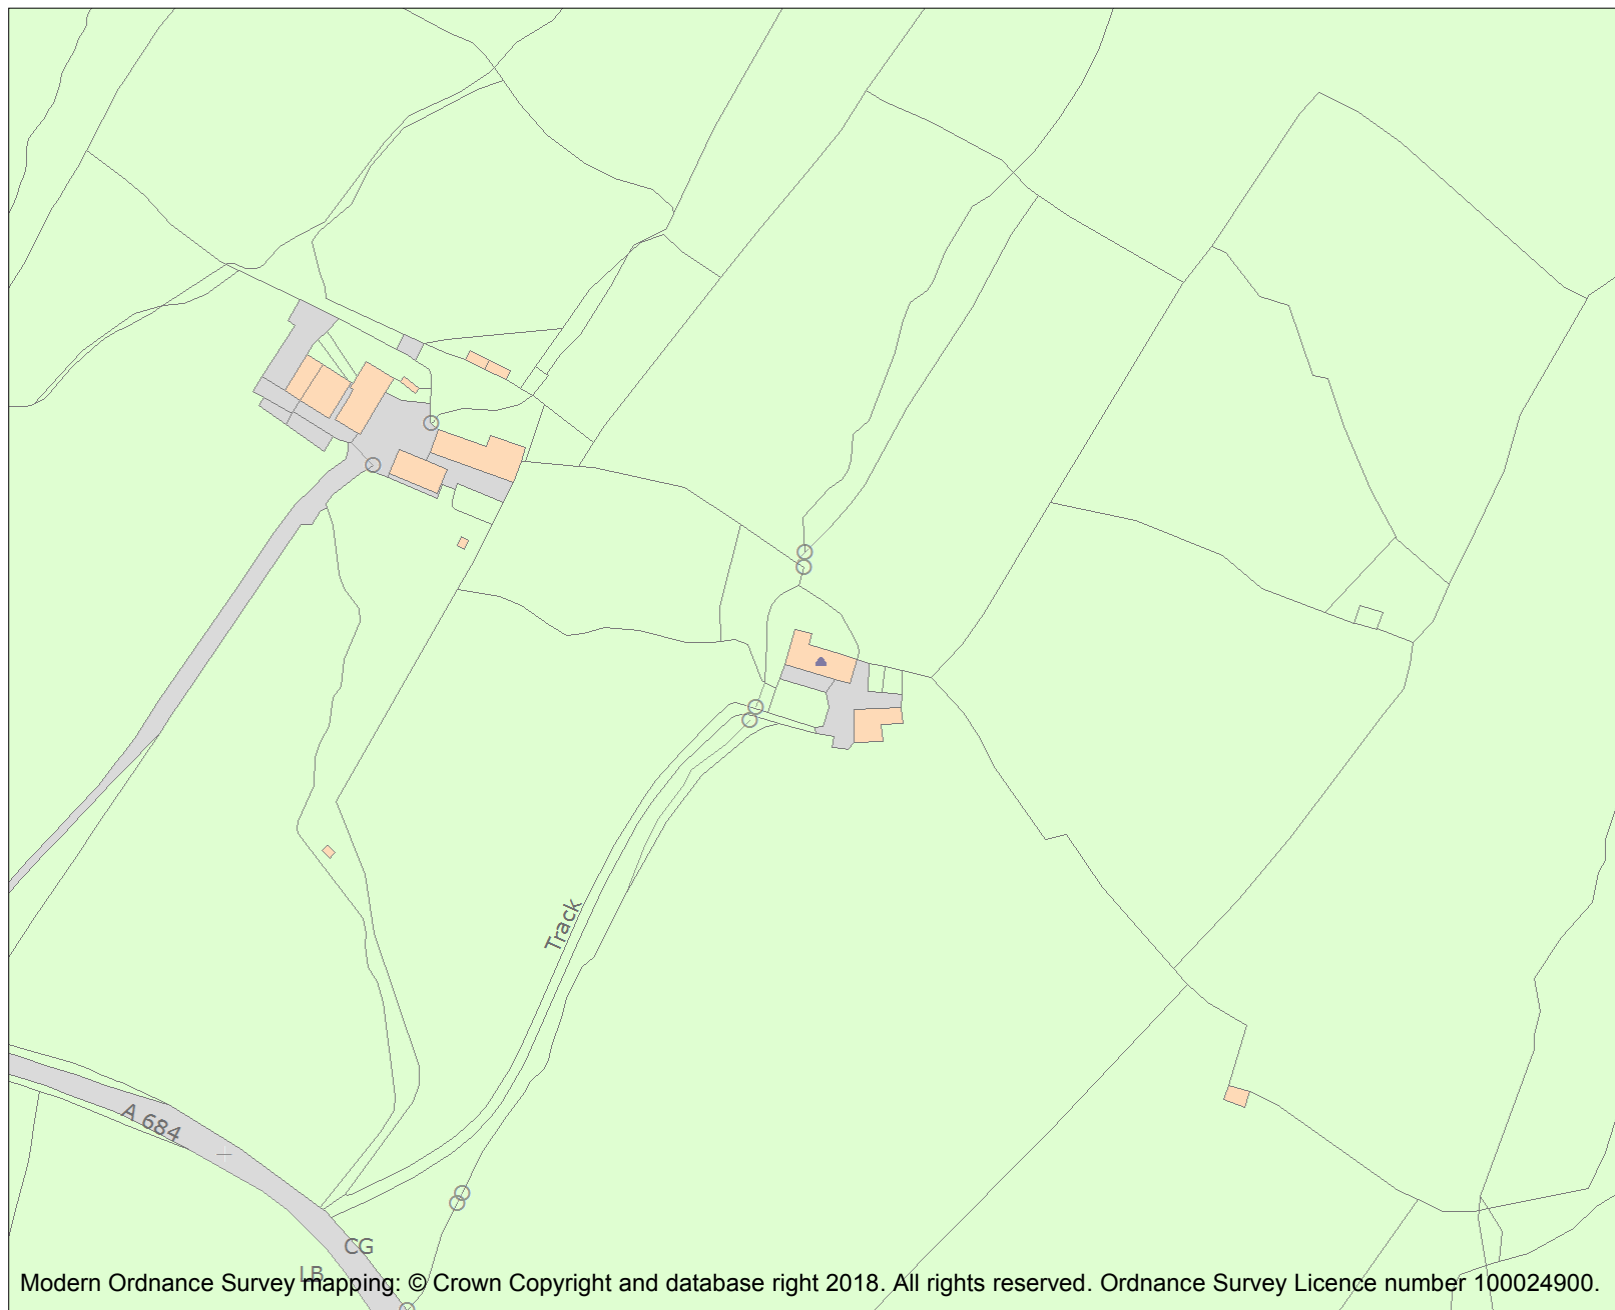 Track
A 684
CG
LB
Modern Ordnance Survey mapping: © Crown Copyright and database right 2018. All rights reserved. Ordnance Survey Licence number 100024900.